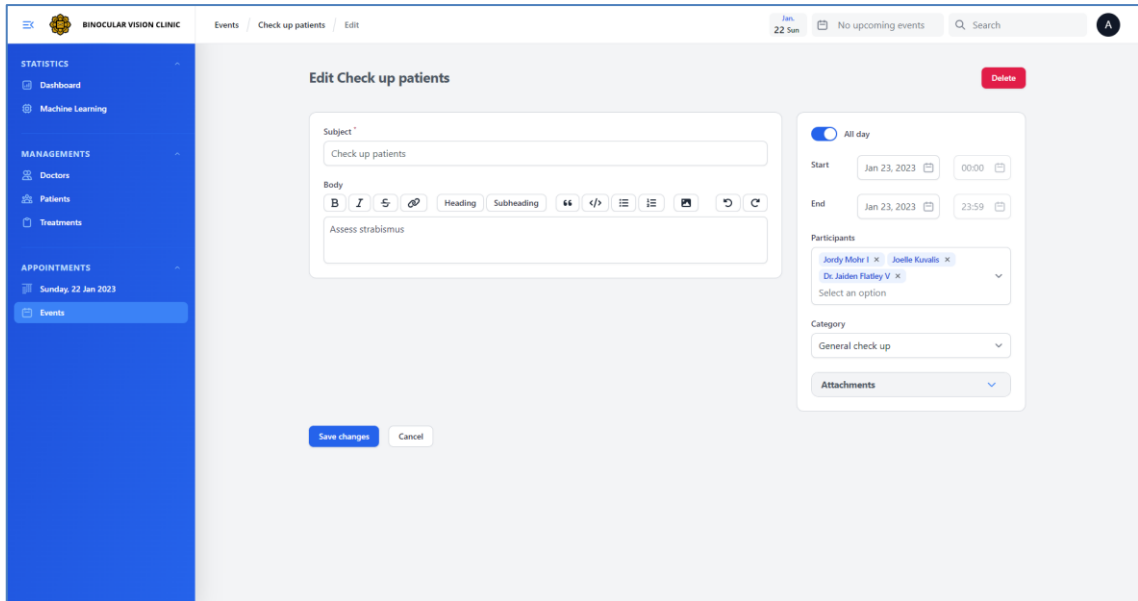 BINOCULAR VISION CLINIC
Events / Check up patients / Edit
Jan.
22 Sun
No upcoming events
Search
A
STATISTICS
Dashboard
Machine Learning
MANAGEMENTS
Doctors
Patients
Treatments
APPOINTMENTS
Sunday, 22 Jan 2023
Events
Edit Check up patients
Delete
Subject *
Check up patients
Body
B I S Heading Subheading
Assess strabismus
All day
Start Jan 23, 2023 00:00
End Jan 23, 2023 23:59
Participants
Jordy Mohr I × Joelle Kuvalis ×
Dr. Jaiden Flatley V ×
Select an option
Category
General check up
Attachments
Save changes Cancel